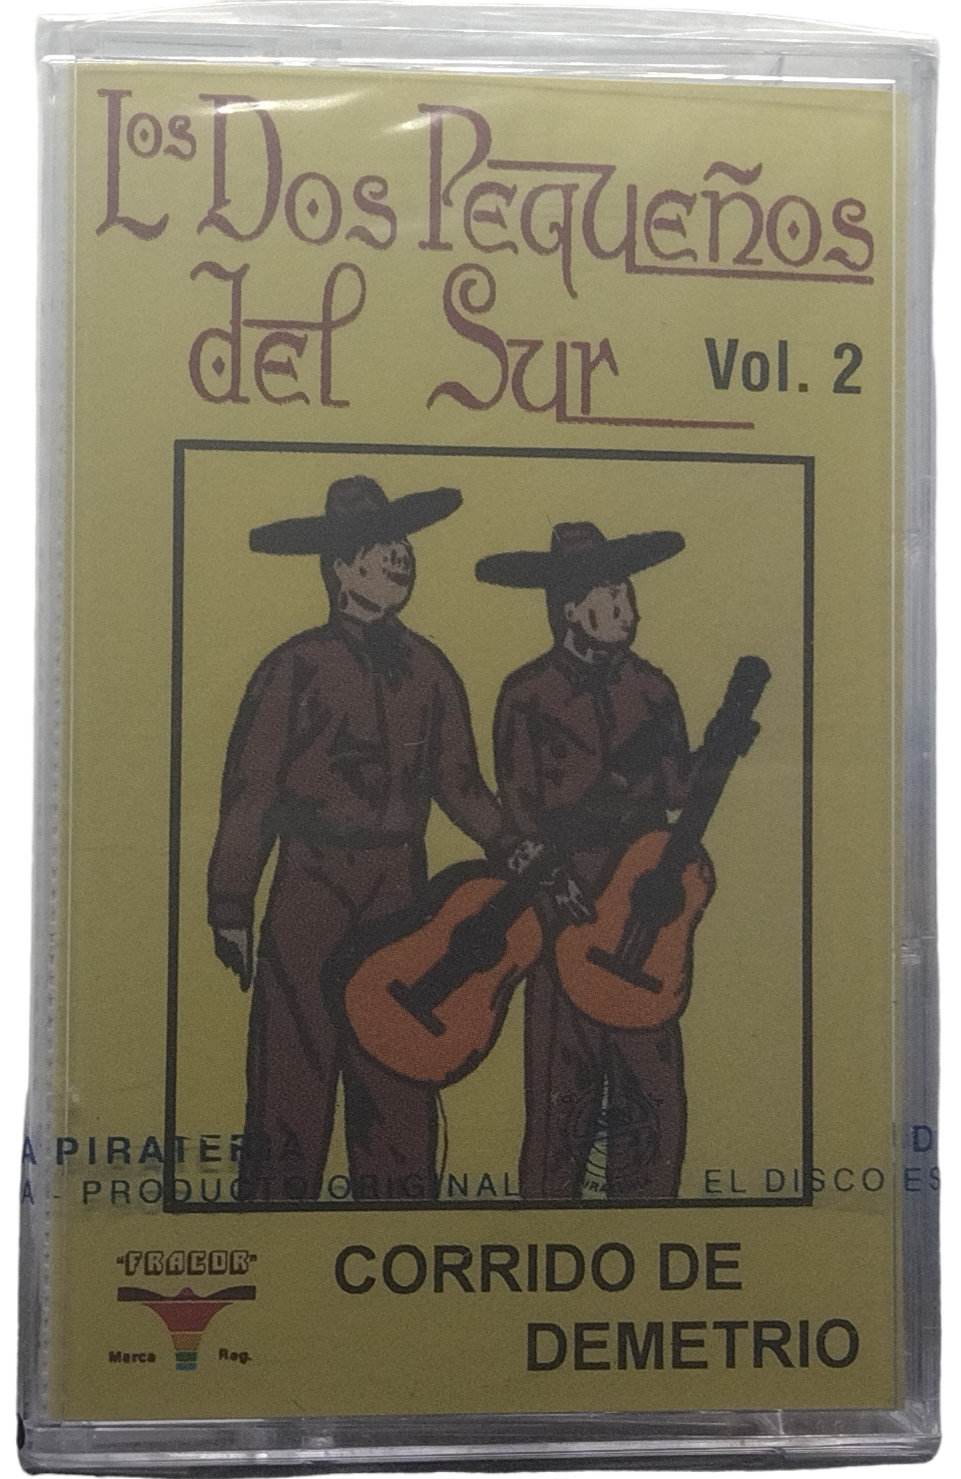 Los Dos Pequeños
del Sur Vol. 2
A PIRATERIA D
A - PRODUCTO ORIGINAL EL DISCO ES
"FRACOR"
Marca Reg.
CORRIDO DE
DEMETRIO